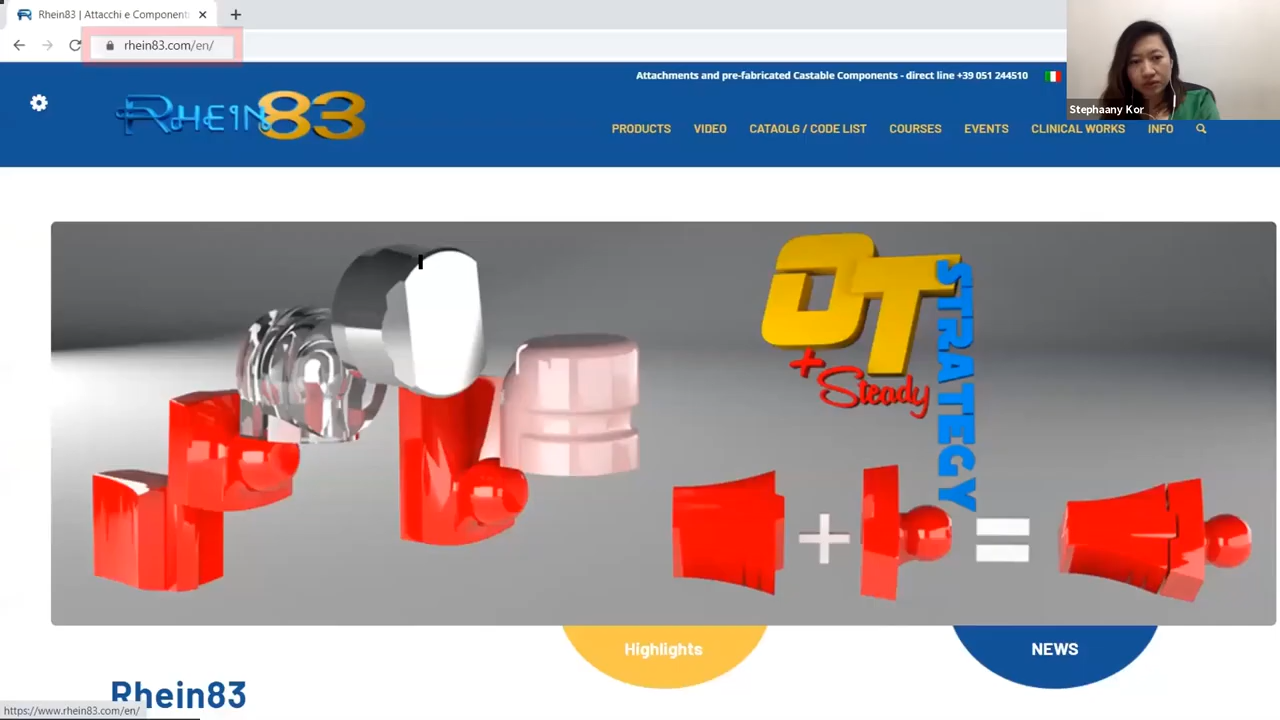 Rhein83 | Attacchi e Component
rhein83.com/en/
Attachments and pre-fabricated Castable Components - direct line +39 051 244510
RHEIN83
PRODUCTS VIDEO CATAOLG / CODE LIST COURSES EVENTS CLINICAL WORKS INFO
Stephaany Kor
OT
STRATEGY
+Steady
+ =
Highlights
NEWS
Rhein83
https://www.rhein83.com/en/